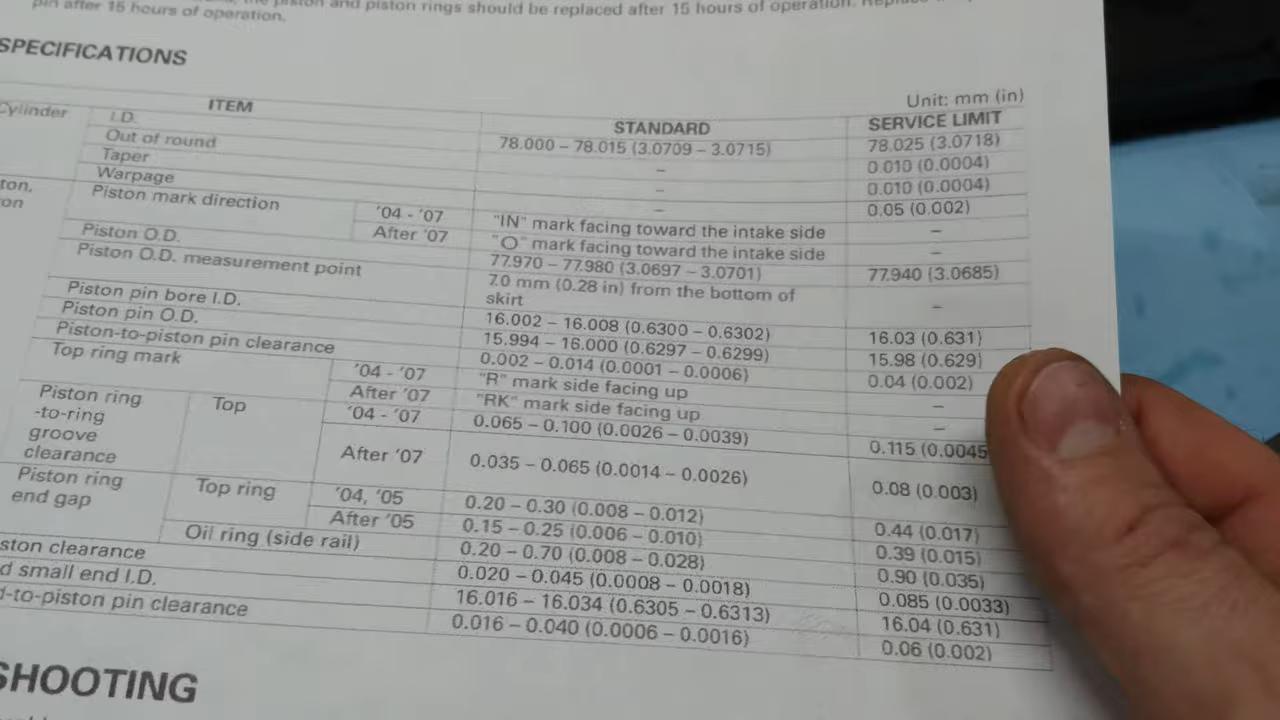 pin after 15 hours of operation. 
the piston and piston rings should be replaced after 15 hours of operation.
SPECIFICATIONS
Unit: mm (in)
ITEM STANDARD SERVICE LIMIT
Cylinder I.D. 78.000 – 78.015 (3.0709 – 3.0715) 78.025 (3.0718)
Out of round – 0.010 (0.0004)
Taper – 0.010 (0.0004)
Warpage – 0.05 (0.002)
Piston mark direction '04 - '07 "IN" mark facing toward the intake side –
After '07 "O" mark facing toward the intake side –
Piston O.D. 77.970 – 77.980 (3.0697 – 3.0701) 77.940 (3.0685)
Piston O.D. measurement point 7.0 mm (0.28 in) from the bottom of
skirt –
Piston pin bore I.D. 16.002 – 16.008 (0.6300 – 0.6302) 16.03 (0.631)
Piston pin O.D. 15.994 – 16.000 (0.6297 – 0.6299) 15.98 (0.629)
Piston-to-piston pin clearance 0.002 – 0.014 (0.0001 – 0.0006) 0.04 (0.002)
Top ring mark '04 - '07 "R" mark side facing up –
After '07 "RK" mark side facing up –
Piston ring
-to-ring
groove
clearance
Top '04 - '07 0.065 – 0.100 (0.0026 – 0.0039) 0.115 (0.0045
After '07 0.035 – 0.065 (0.0014 – 0.0026) 0.08 (0.003)
Piston ring
end gap
Top ring '04, '05 0.20 – 0.30 (0.008 – 0.012) 0.44 (0.017)
After '05 0.15 – 0.25 (0.006 – 0.010) 0.39 (0.015)
Oil ring (side rail) 0.20 – 0.70 (0.008 – 0.028) 0.90 (0.035)
ston clearance 0.020 – 0.045 (0.0008 – 0.0018) 0.085 (0.0033)
d small end I.D. 16.016 – 16.034 (0.6305 – 0.6313) 16.04 (0.631)
d-to-piston pin clearance 0.016 – 0.040 (0.0006 – 0.0016) 0.06 (0.002)
SHOOTING